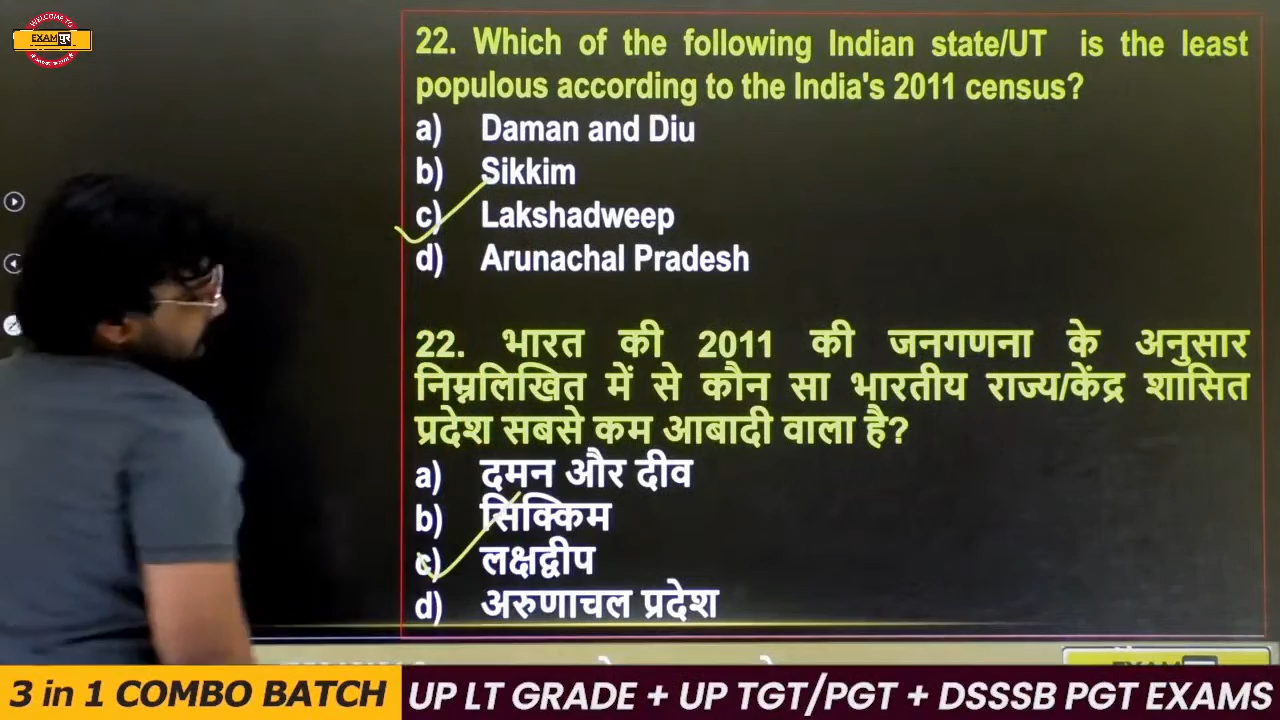 WELCOME TO
EXAM पुर
22. Which of the following Indian state/UT is the least
populous according to the India's 2011 census?
a) Daman and Diu
b) Sikkim
c) Lakshadweep
d) Arunachal Pradesh
22. भारत की 2011 की जनगणना के अनुसार
निम्नलिखित में से कौन सा भारतीय राज्य/केंद्र शासित
प्रदेश सबसे कम आबादी वाला है?
a) दमन और दीव
b) सिक्किम
c) लक्षद्वीप
d) अरुणाचल प्रदेश
3 in 1 COMBO BATCH
UP LT GRADE + UP TGT/PGT + DSSSB PGT EXAMS